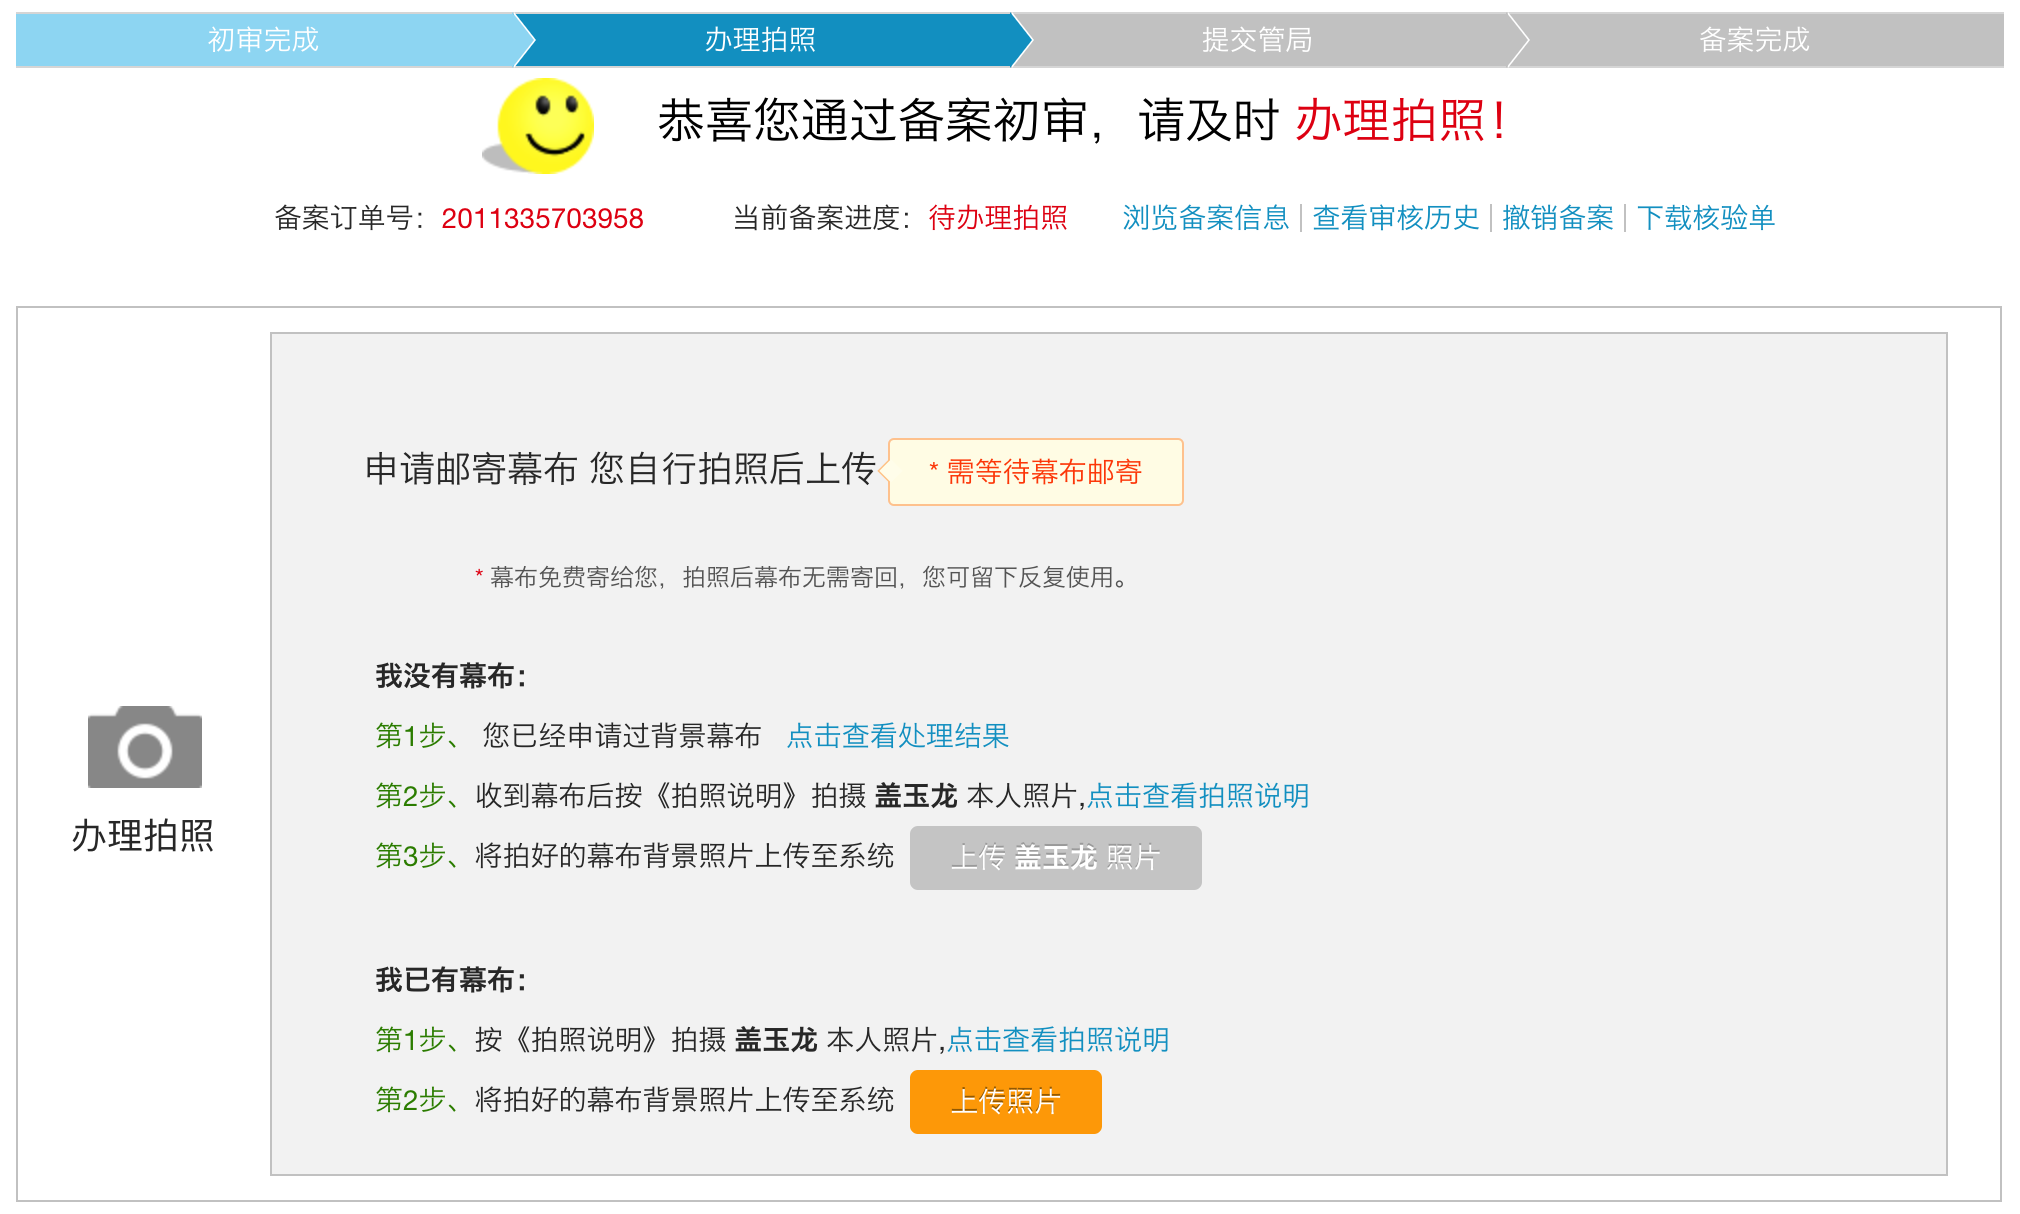 初审完成 办理拍照 提交管局 备案完成
恭喜您通过备案初审，请及时 办理拍照！
备案订单号：2011335703958 当前备案进度：待办理拍照 浏览备案信息 | 查看审核历史 | 撤销备案 | 下载核验单
申请邮寄幕布 您自行拍照后上传 * 需等待幕布邮寄
* 幕布免费寄给您，拍照后幕布无需寄回，您可留下反复使用。
我没有幕布：
第1步、 您已经申请过背景幕布 点击查看处理结果
第2步、收到幕布后按《拍照说明》拍摄 盖玉龙 本人照片,点击查看拍照说明
第3步、将拍好的幕布背景照片上传至系统 上传 盖玉龙 照片
办理拍照
我已有幕布：
第1步、按《拍照说明》拍摄 盖玉龙 本人照片,点击查看拍照说明
第2步、将拍好的幕布背景照片上传至系统 上传照片